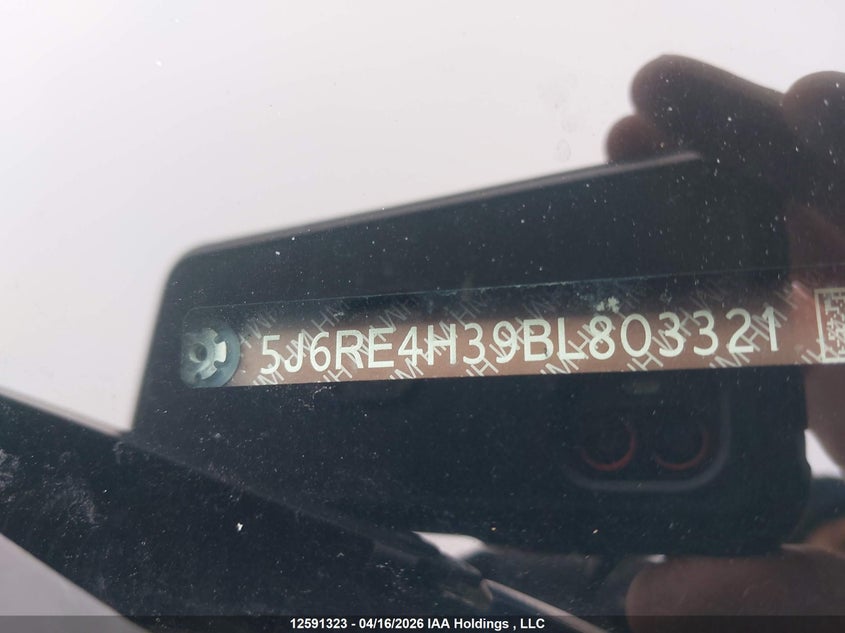 5J6RE4H39BL803321
12591323 - 04/16/2026 IAA Holdings , LLC